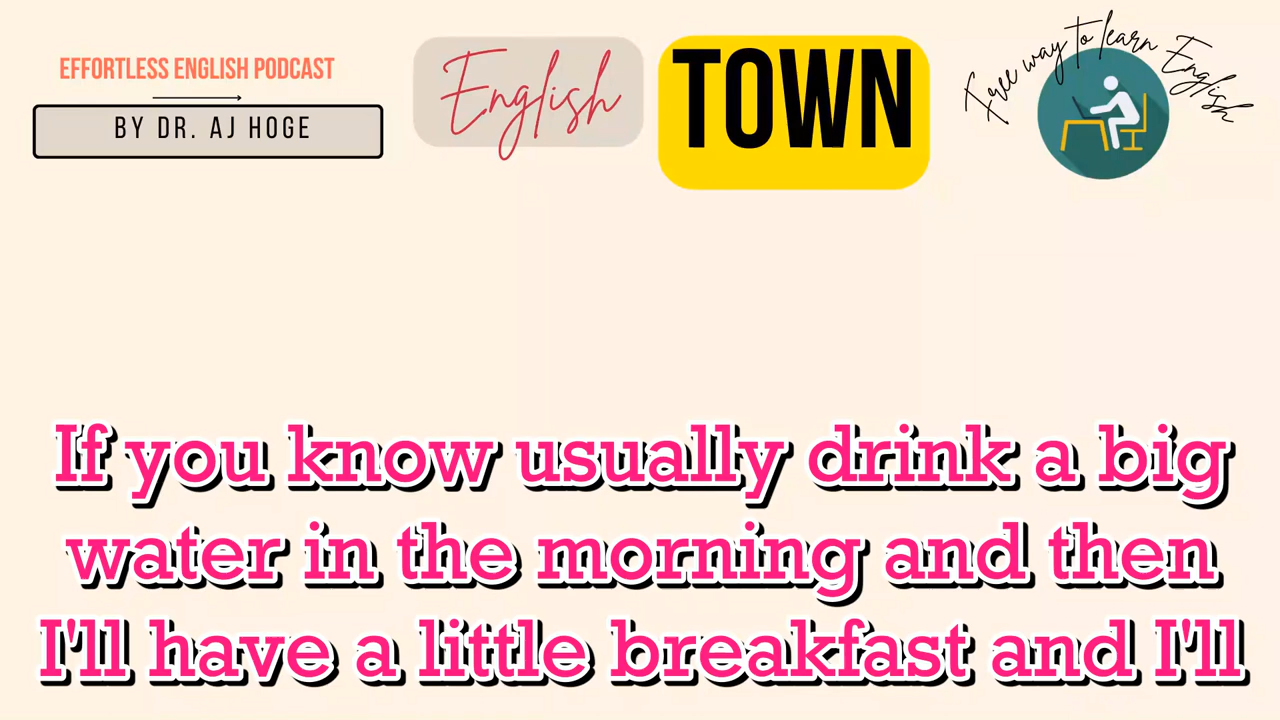 EFFORTLESS ENGLISH PODCAST
BY DR. AJ HOGE
English
TOWN
Free way to learn English
If you know usually drink a big
water in the morning and then
I'll have a little breakfast and I'll